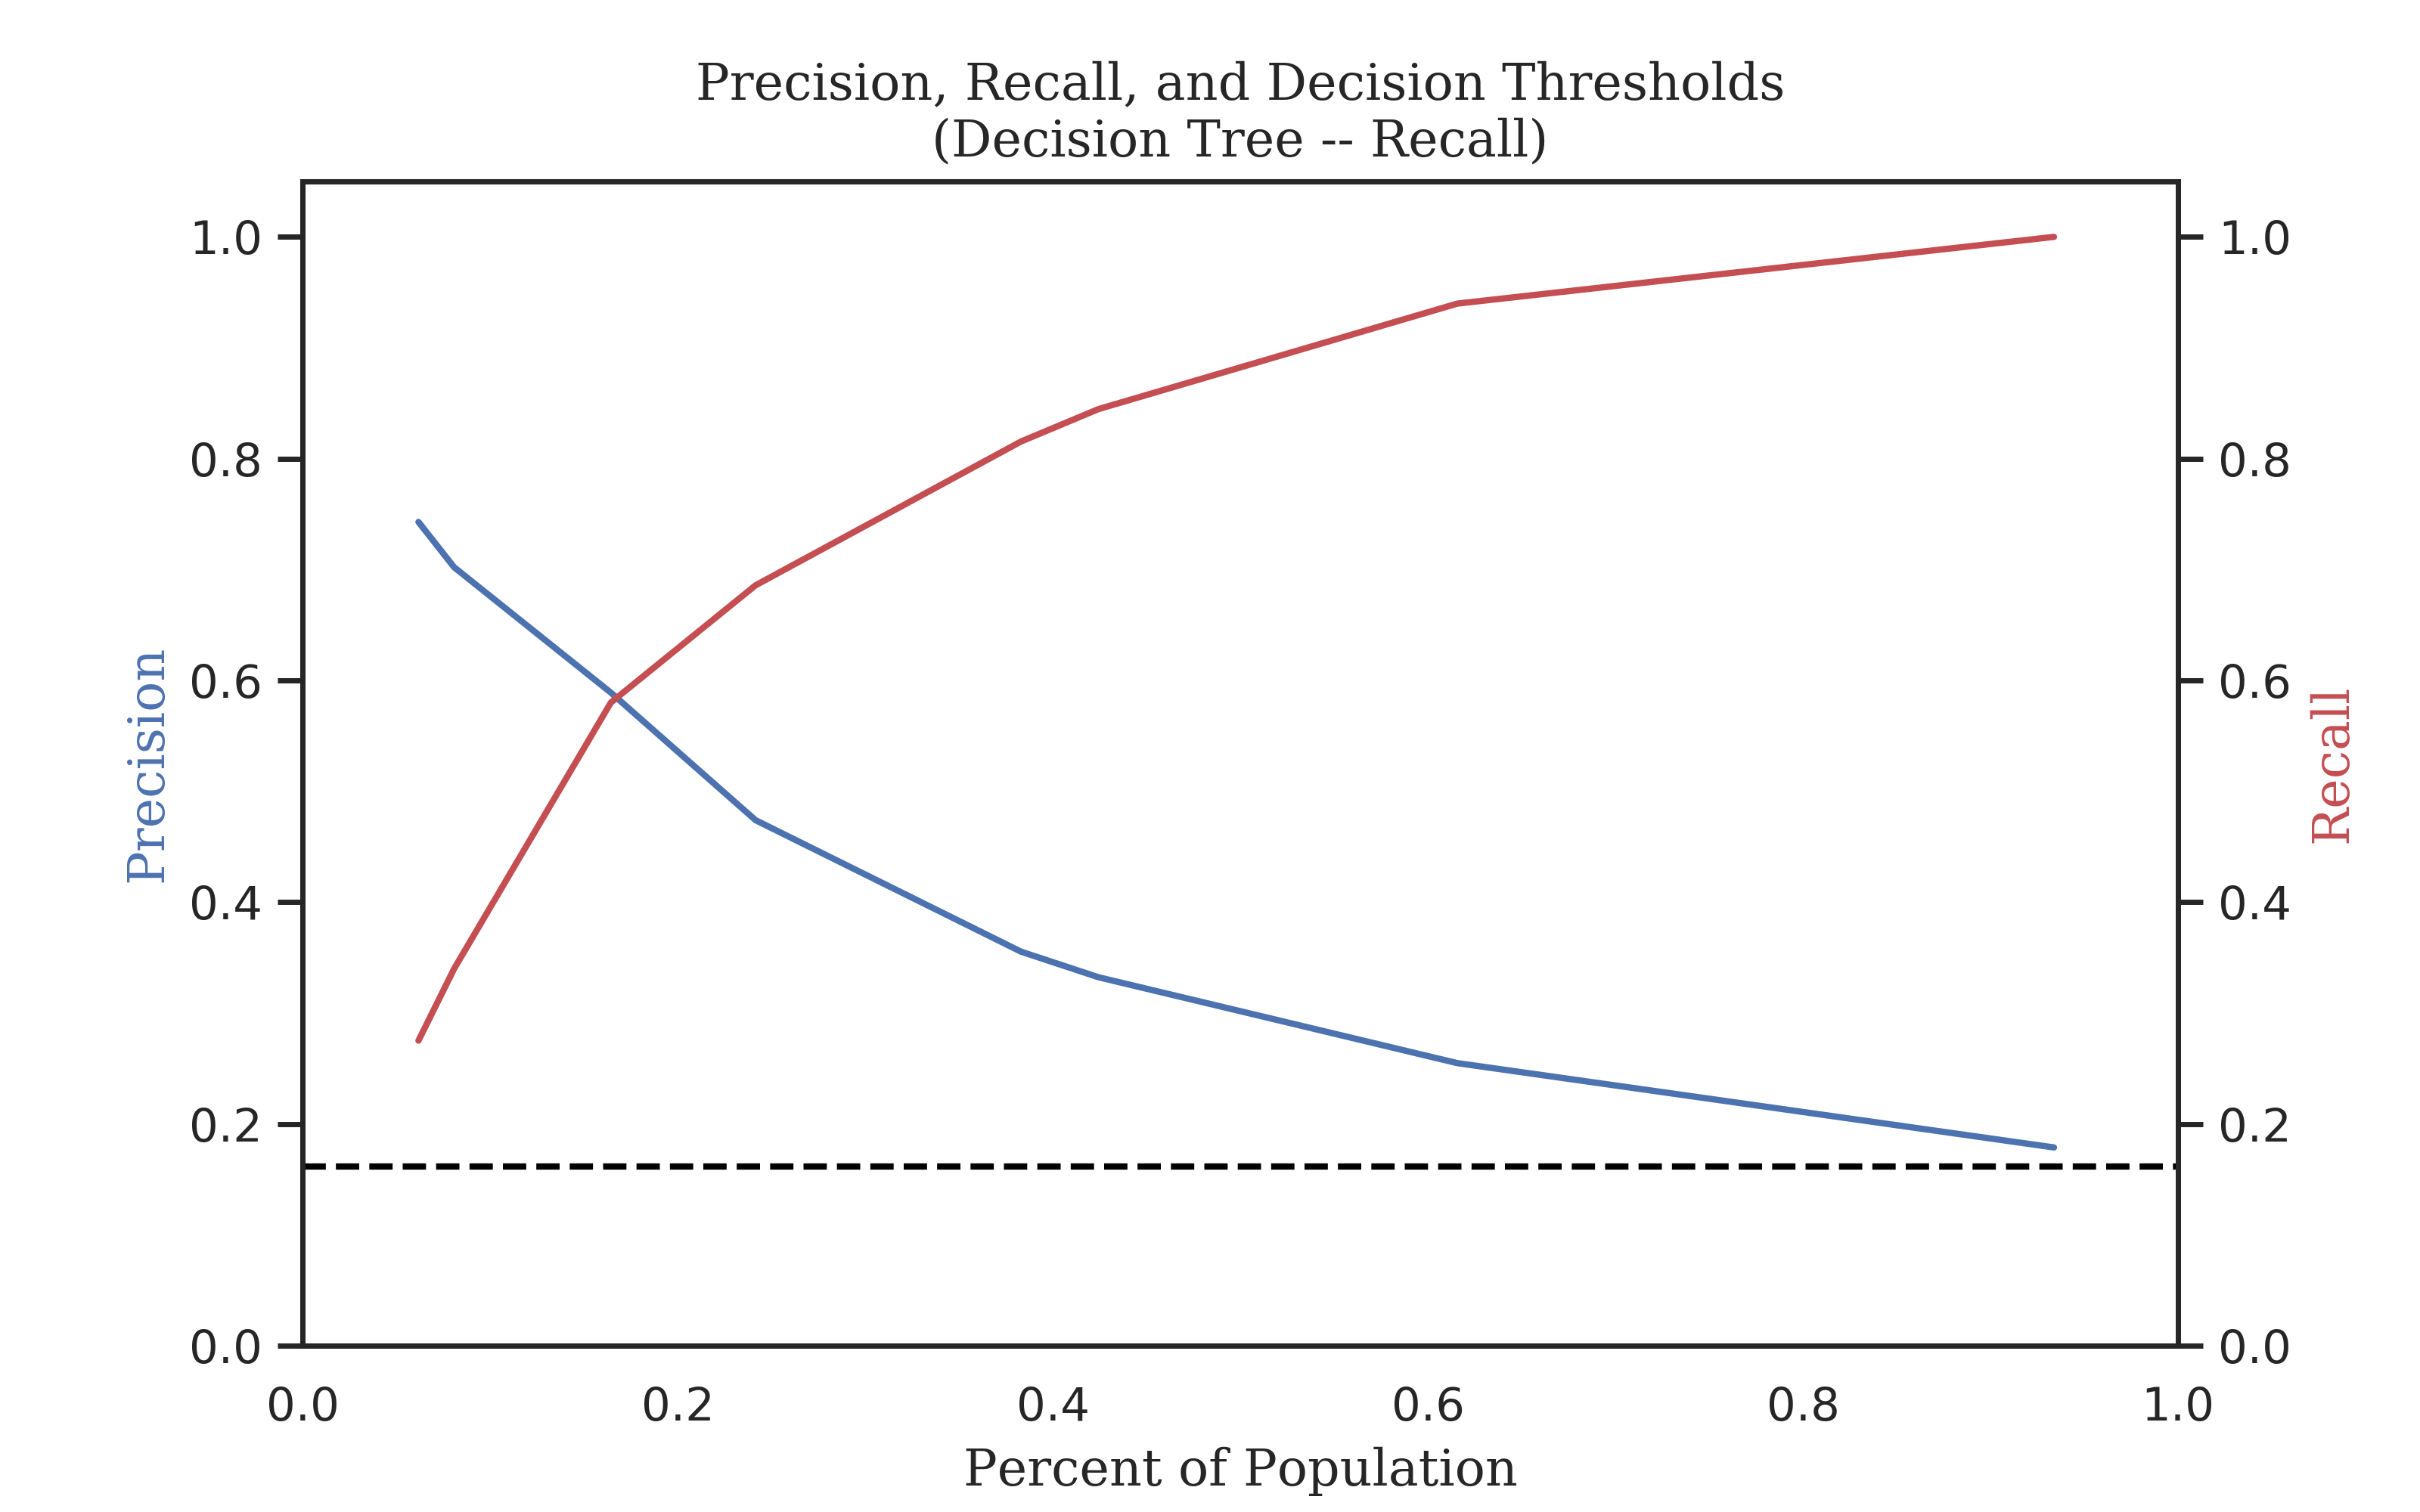 Precision, Recall, and Decision Thresholds
(Decision Tree -- Recall)
Precision
1.0
0.8
0.6
0.4
0.2
0.0
1.0
0.8
0.6
0.4
0.2
0.0
Recall
0.0 0.2 0.4 0.6 0.8 1.0
Percent of Population